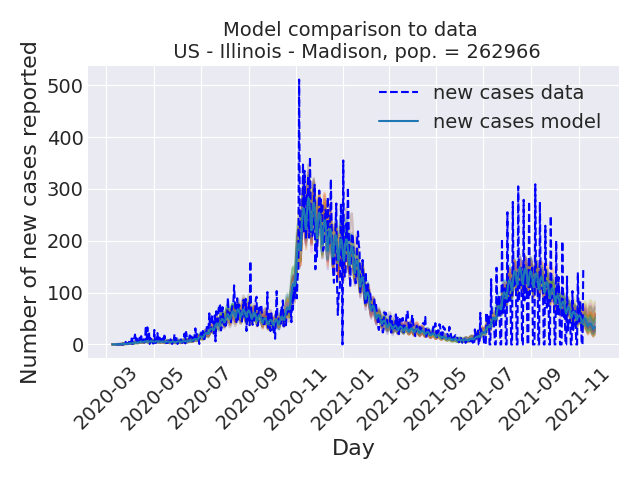 Model comparison to data
US - Illinois - Madison, pop. = 262966
Number of new cases reported
500
400
300
200
100
0
new cases data
new cases model
2020-03
2020-05
2020-07
2020-09
2020-11
2021-01
2021-03
2021-05
2021-07
2021-09
2021-11
Day